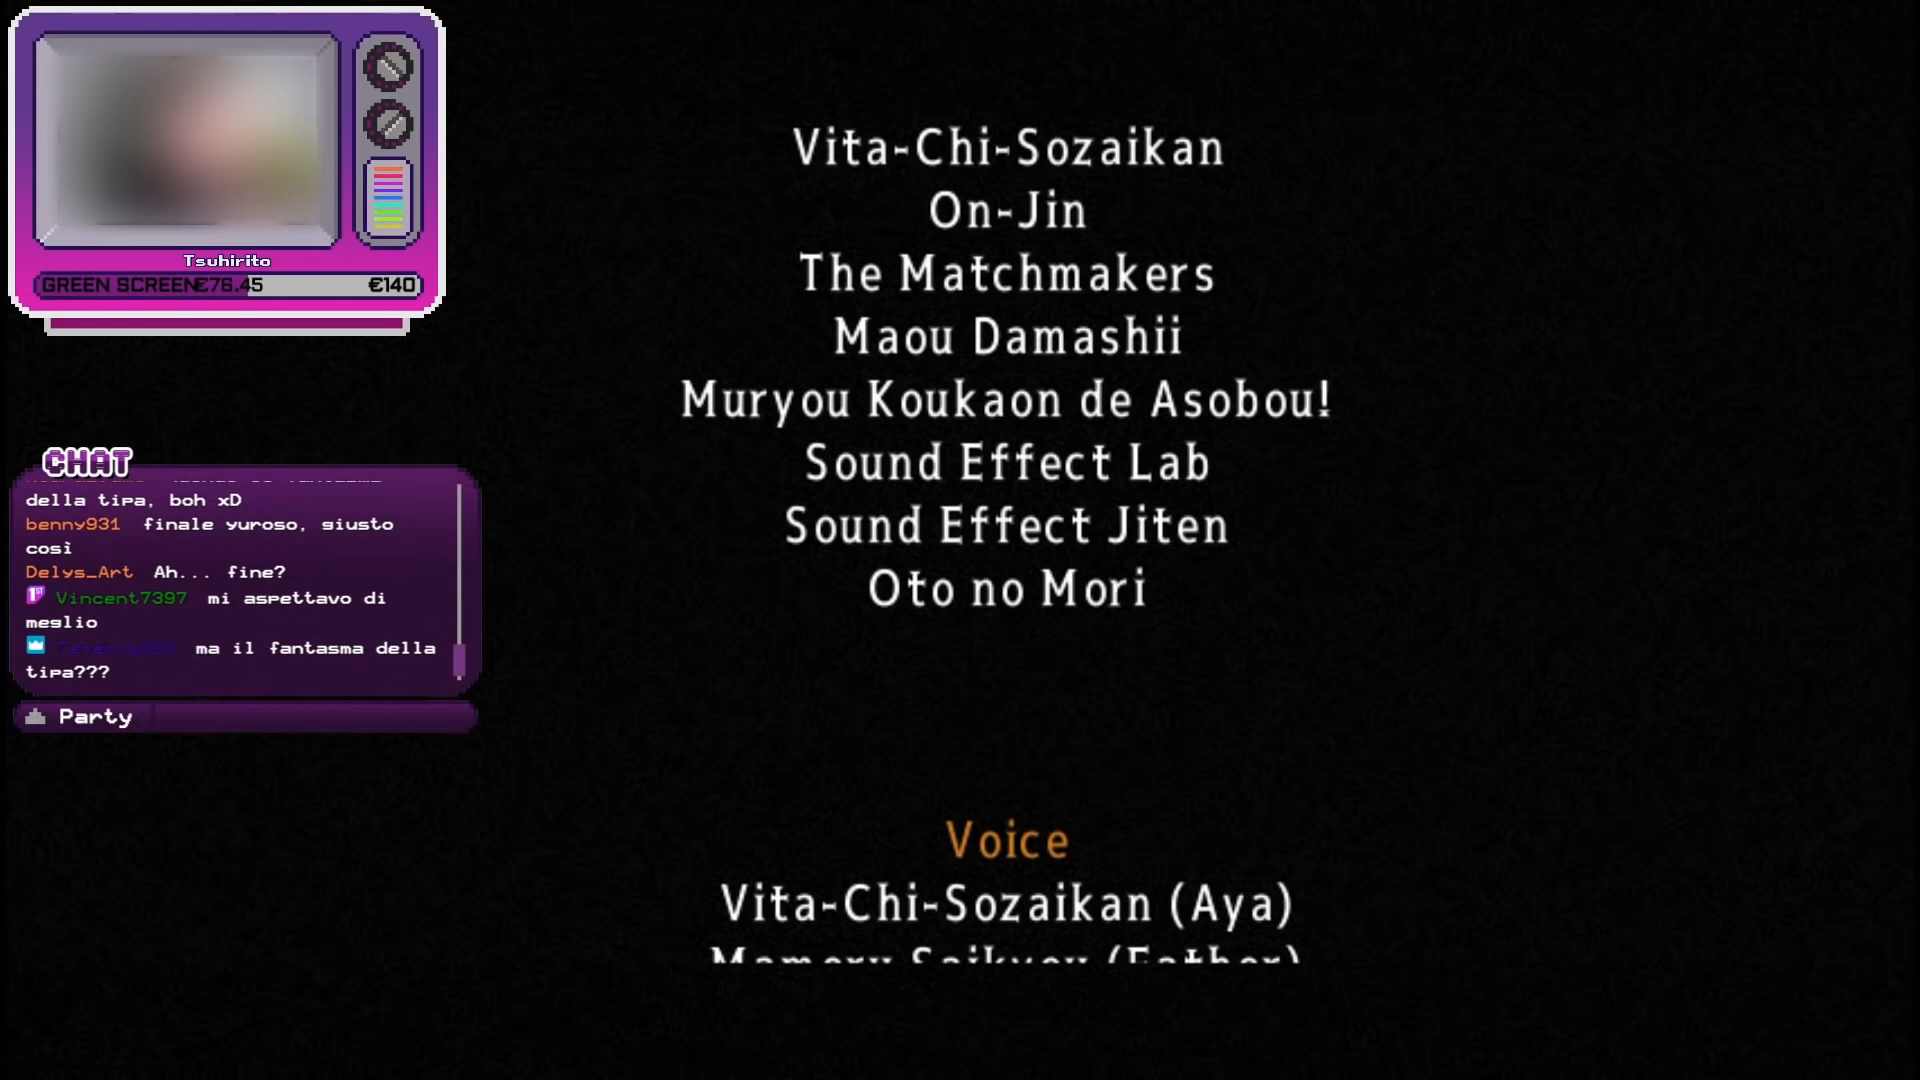 Tsuhirito
GREEN SCREEN €76.45 €140
CHAT
della tipa, boh xD
benny931 finale yuroso, giusto
così
Delys_Art Ah... fine?
1ST Vincent7397 mi aspettavo di
meglio
ma il fantasma della
tipa???
Party
Vita-Chi-Sozaikan
On-Jin
The Matchmakers
Maou Damashii
Muryou Koukaon de Asobou!
Sound Effect Lab
Sound Effect Jiten
Oto no Mori
Voice
Vita-Chi-Sozaikan (Aya)